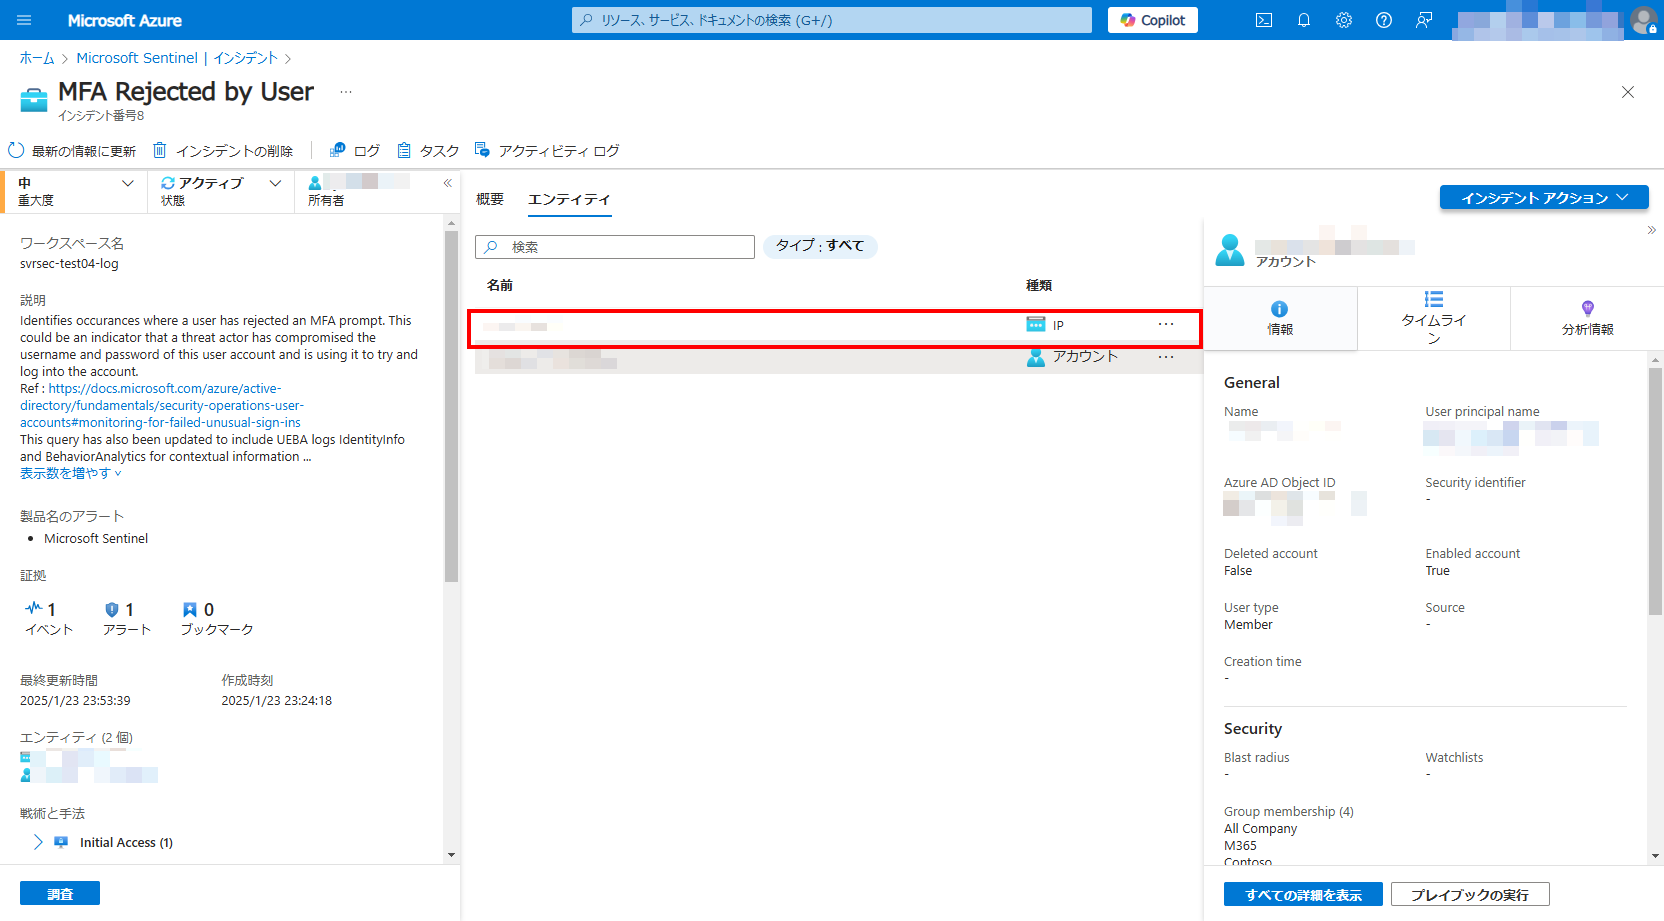 Microsoft Azure
リソース、サービス、ドキュメントの検索 (G+/)
Copilot
ホーム > Microsoft Sentinel | インシデント >
MFA Rejected by User ...
インシデント番号8
最新の情報に更新 インシデントの削除 ログ タスク アクティビティ ログ
中
重大度
アクティブ
状態
所有者
«
ワークスペース名
svrsec-test04-log
説明
Identifies occurances where a user has rejected an MFA prompt. This
could be an indicator that a threat actor has compromised the
username and password of this user account and is using it to try and
log into the account.
Ref : https://docs.microsoft.com/azure/active-
directory/fundamentals/security-operations-user-
accounts#monitoring-for-failed-unusual-sign-ins
This query has also been updated to include UEBA logs IdentityInfo
and BehaviorAnalytics for contextual information ...
表示数を増やす
製品名のアラート
• Microsoft Sentinel
証拠
1
イベント
1
アラート
0
ブックマーク
最終更新時間
2025/1/23 23:53:39
作成時刻
2025/1/23 23:24:18
エンティティ (2 個)
戦術と手法
Initial Access (1)
調査
概要 エンティティ
インシデント アクション
検索
タイプ : すべて
名前 種類
IP ...
アカウント ...
»
アカウント
情報
タイムライ
ン
分析情報
General
Name
User principal name
Azure AD Object ID
Security identifier
-
Deleted account
False
Enabled account
True
User type
Member
Source
-
Creation time
-
Security
Blast radius
-
Watchlists
-
Group membership (4)
All Company
M365
Contoso
すべての詳細を表示
プレイブックの実行